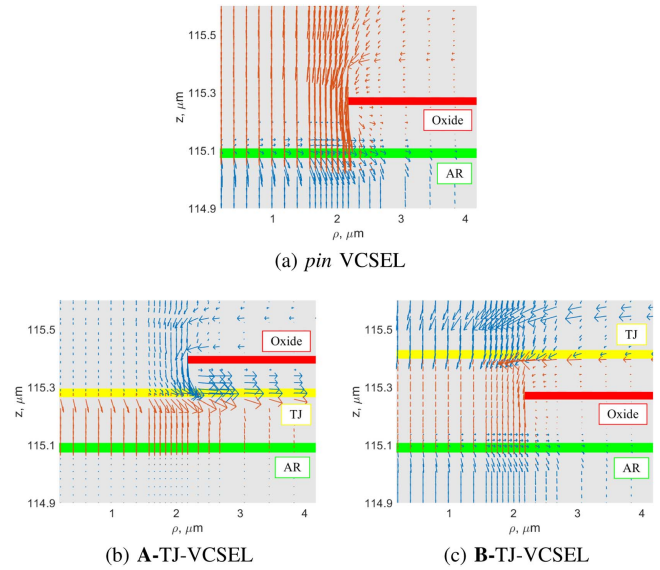 115.5
115.3
115.1
114.9
z, μm
Oxide
AR
1 2 3 4
ρ, μm
(a) pin VCSEL
115.5
115.3
115.1
114.9
z, μm
Oxide
TJ
AR
1 2 3 4
ρ, μm
(b) A-TJ-VCSEL
115.5
115.3
115.1
114.9
z, μm
TJ
Oxide
AR
1 2 3 4
ρ, μm
(c) B-TJ-VCSEL